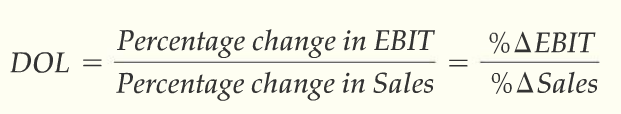 DOL = Percentage change in EBIT / Percentage change in Sales = %ΔEBIT / %ΔSales